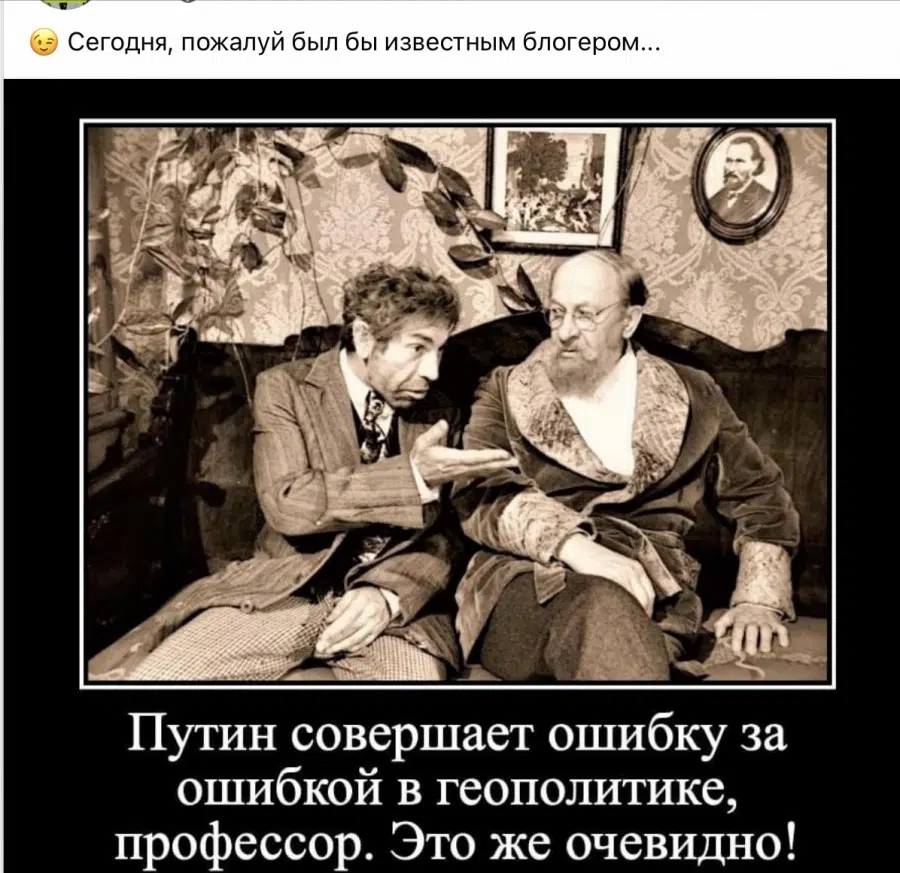 😉 Сегодня, пожалуй был бы известным блогером...
Путин совершает ошибку за
ошибкой в геополитике,
профессор. Это же очевидно!